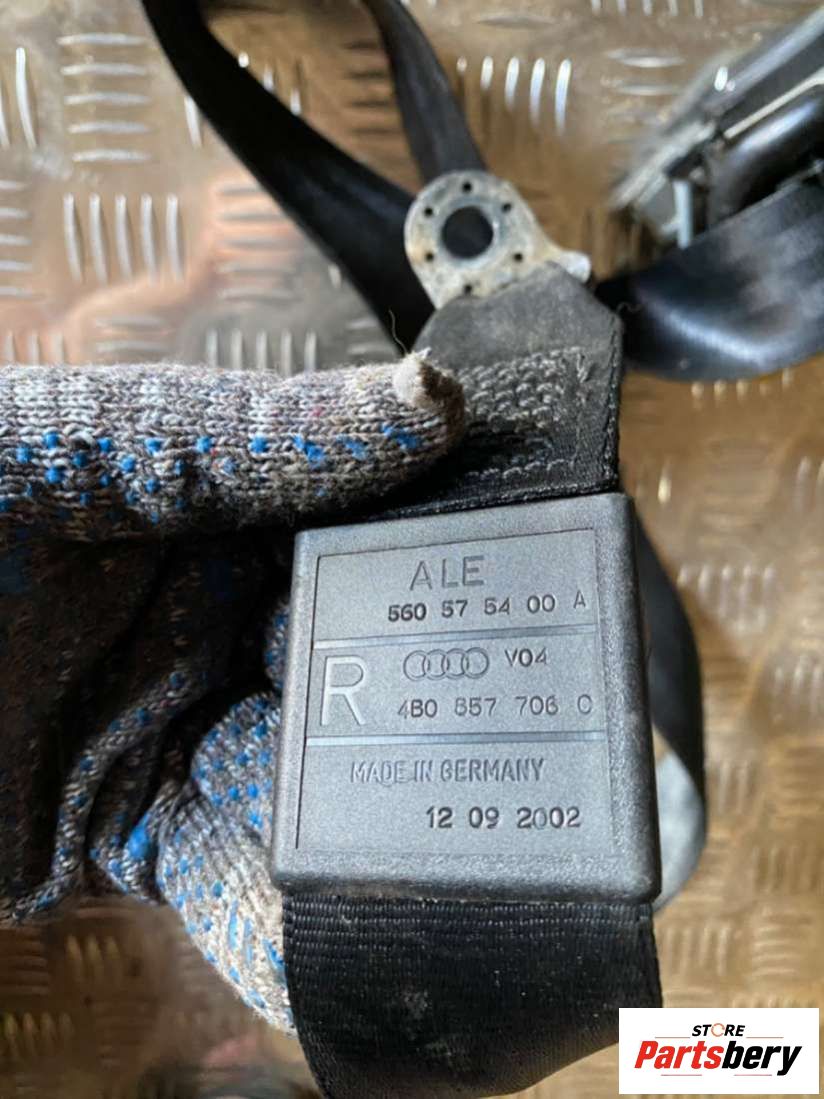 ALE
560 57 54 00 A
R
V04
4B0 857 706 C
MADE IN GERMANY
12 09 2002
STORE
Partsbery